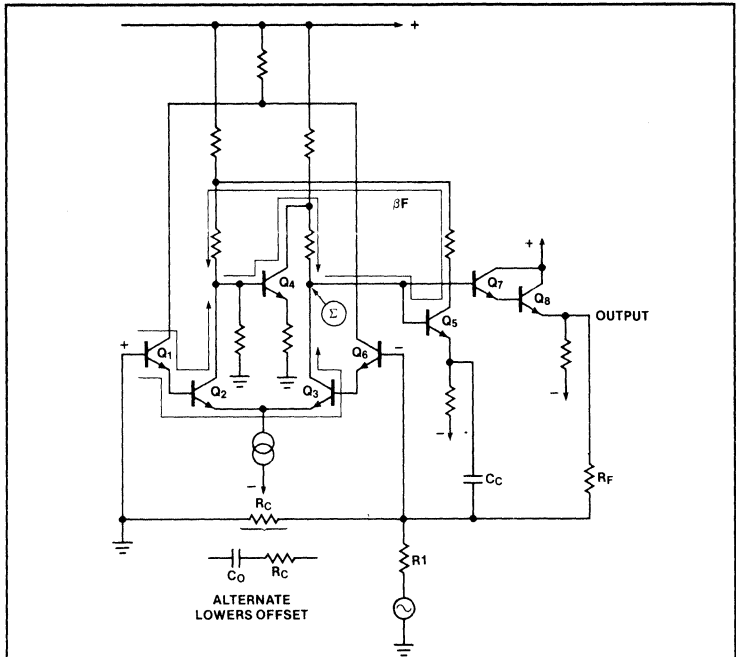 +
βF
Q4
Q7
+
Q8
OUTPUT
Σ
Q5
+
Q1
Q6
−
Q2
Q3
−
−
−
CC
RF
RC
R1
CO
RC
ALTERNATE
LOWERS OFFSET